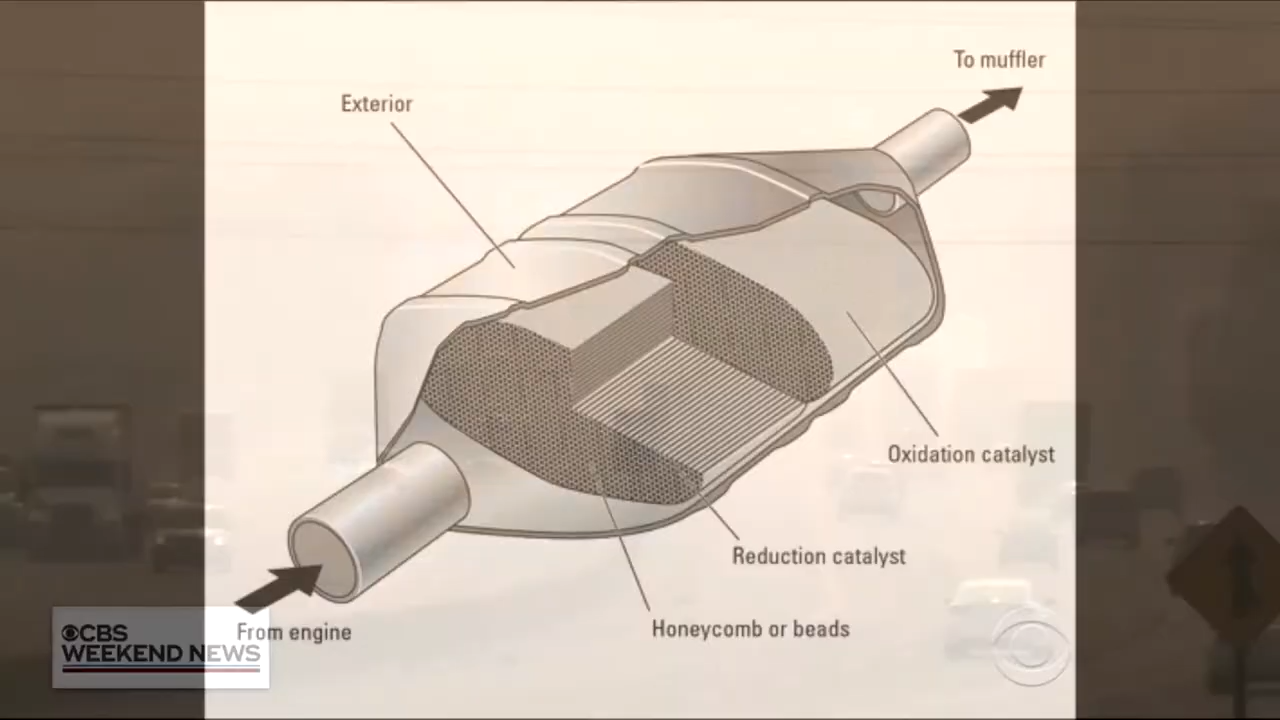 To muffler
Exterior
Oxidation catalyst
Reduction catalyst
Honeycomb or beads
From engine
CBS
WEEKEND NEWS